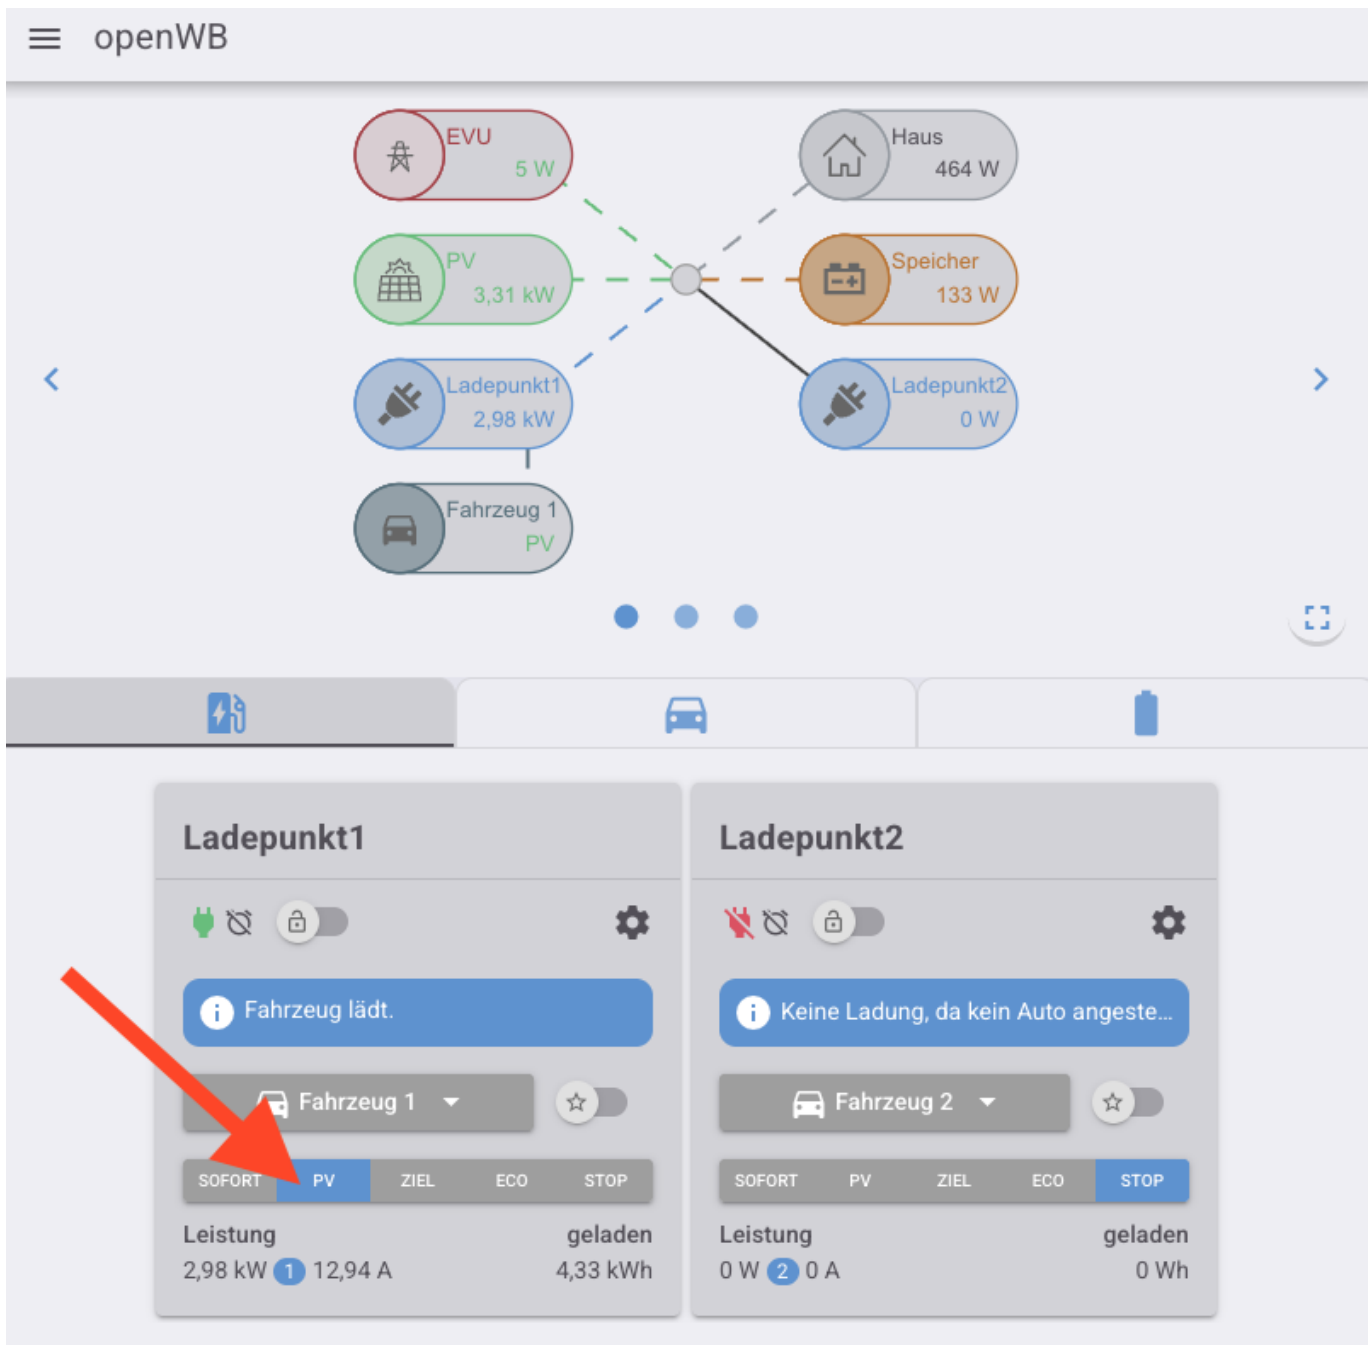 openWB
EVU
5 W
Haus
464 W
PV
3,31 kW
Speicher
133 W
Ladepunkt1
2,98 kW
Ladepunkt2
0 W
Fahrzeug 1
PV
Ladepunkt1
Fahrzeug lädt.
Fahrzeug 1
SOFORT PV ZIEL ECO STOP
Leistung geladen
2,98 kW 1 12,94 A 4,33 kWh
Ladepunkt2
Keine Ladung, da kein Auto angeste...
Fahrzeug 2
SOFORT PV ZIEL ECO STOP
Leistung geladen
0 W 2 0 A 0 Wh